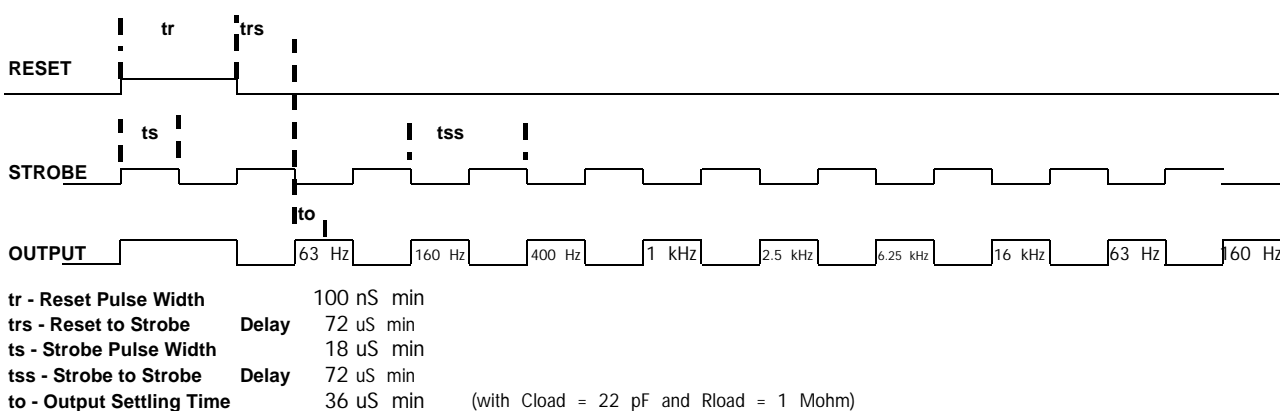 tr trs
RESET
ts tss
STROBE
to
OUTPUT 63 Hz 160 Hz 400 Hz 1 kHz 2.5 kHz 6.25 kHz 16 kHz 63 Hz 160 Hz
tr - Reset Pulse Width 100 nS min
trs - Reset to Strobe Delay 72 uS min
ts - Strobe Pulse Width 18 uS min
tss - Strobe to Strobe Delay 72 uS min
to - Output Settling Time 36 uS min (with Cload = 22 pF and Rload = 1 Mohm)